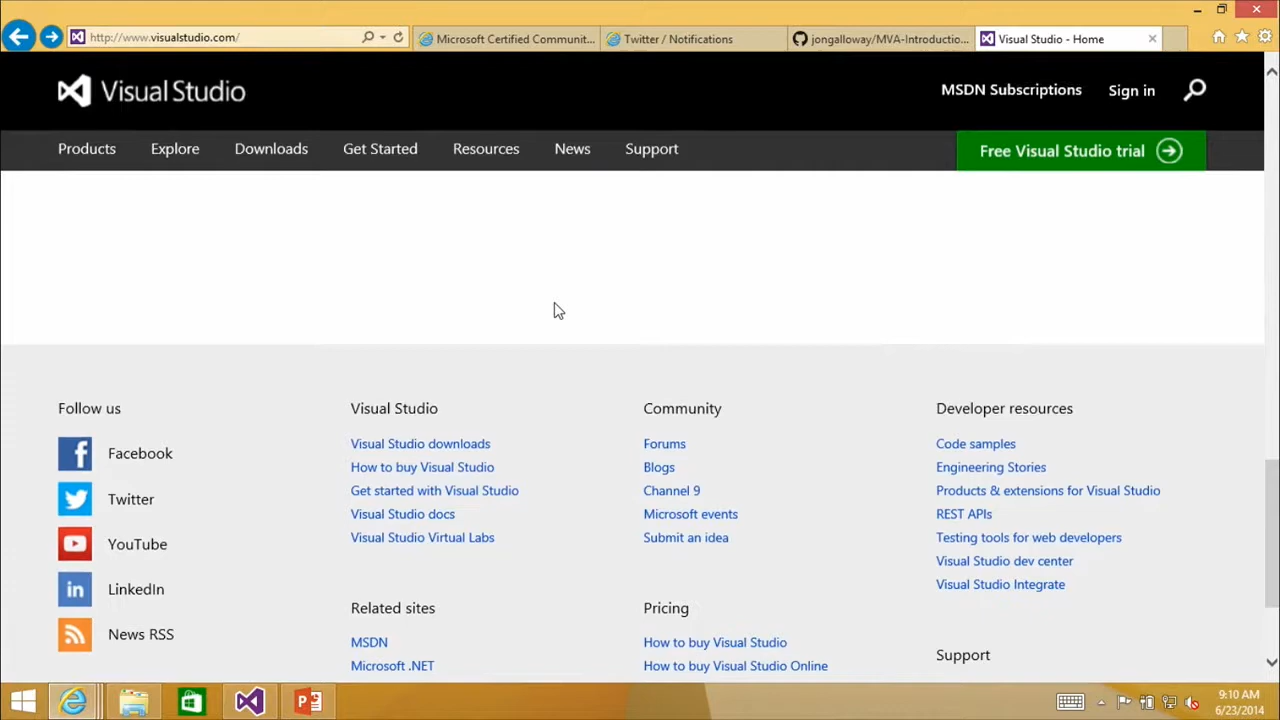 http://www.visualstudio.com/
Microsoft Certified Communit...
Twitter / Notifications
jongalloway/MVA-Introductio...
Visual Studio - Home
Visual Studio
MSDN Subscriptions
Sign in
Products
Explore
Downloads
Get Started
Resources
News
Support
Free Visual Studio trial
Follow us
Facebook
Twitter
YouTube
LinkedIn
News RSS
Visual Studio
Visual Studio downloads
How to buy Visual Studio
Get started with Visual Studio
Visual Studio docs
Visual Studio Virtual Labs
Related sites
MSDN
Microsoft .NET
Community
Forums
Blogs
Channel 9
Microsoft events
Submit an idea
Pricing
How to buy Visual Studio
How to buy Visual Studio Online
Developer resources
Code samples
Engineering Stories
Products & extensions for Visual Studio
REST APIs
Testing tools for web developers
Visual Studio dev center
Visual Studio Integrate
Support
9:10 AM
6/23/2014